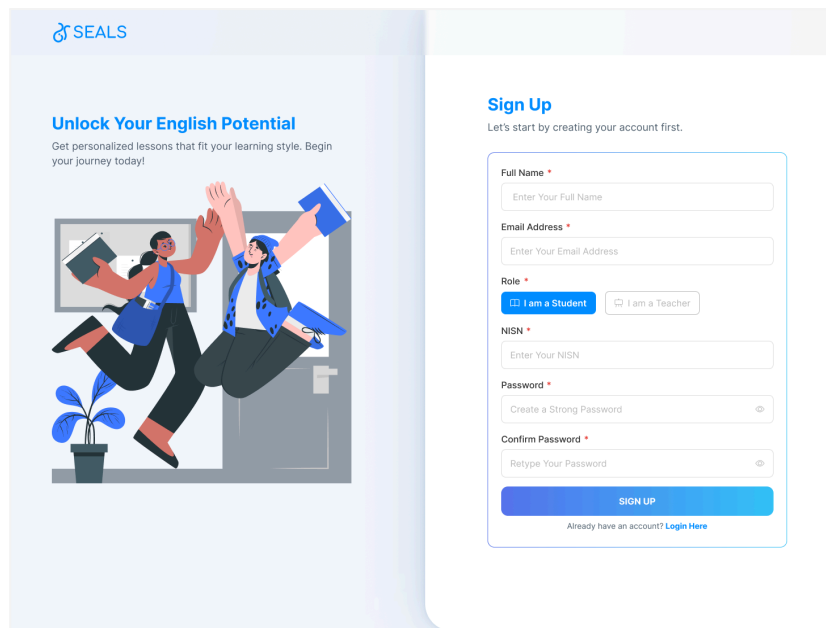 SEALS
Unlock Your English Potential
Get personalized lessons that fit your learning style. Begin
your journey today!
Sign Up
Let's start by creating your account first.
Full Name *
Enter Your Full Name
Email Address *
Enter Your Email Address
Role *
I am a Student
I am a Teacher
NISN *
Enter Your NISN
Password *
Create a Strong Password
Confirm Password *
Retype Your Password
SIGN UP
Already have an account? Login Here